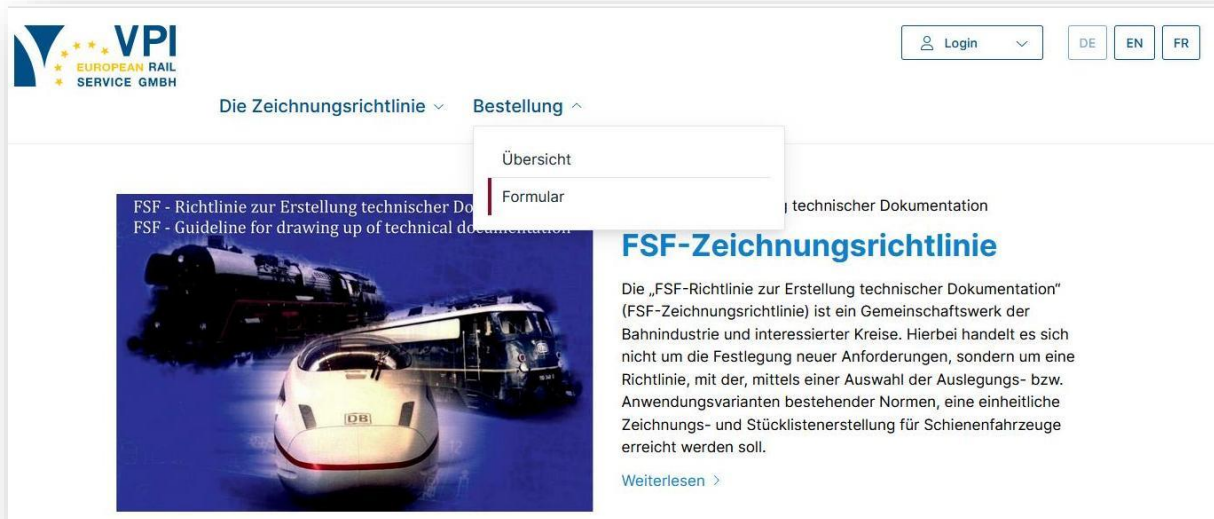 VPI
EUROPEAN RAIL
SERVICE GMBH
Login
DE
EN
FR
Die Zeichnungsrichtlinie
Bestellung
Übersicht
Formular
FSF - Richtlinie zur Erstellung technischer
FSF - Guideline for drawing up of technical documentation
DB
technischer Dokumentation
FSF-Zeichnungsrichtlinie
Die „FSF-Richtlinie zur Erstellung technischer Dokumentation“
(FSF-Zeichnungsrichtlinie) ist ein Gemeinschaftswerk der
Bahnindustrie und interessierter Kreise. Hierbei handelt es sich
nicht um die Festlegung neuer Anforderungen, sondern um eine
Richtlinie, mit der, mittels einer Auswahl der Auslegungs- bzw.
Anwendungsvarianten bestehender Normen, eine einheitliche
Zeichnungs- und Stücklistenerstellung für Schienenfahrzeuge
erreicht werden soll.
Weiterlesen